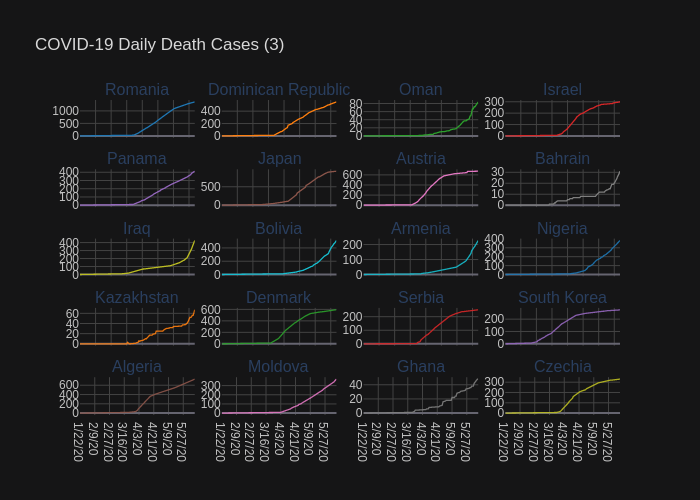 COVID-19 Daily Death Cases (3)
Romania Dominican Republic Oman Israel
1000 500 0 400 200 0 80 60 40 20 0 300 200 100 0
Panama Japan Austria Bahrain
400 300 200 100 0 500 0 600 400 200 0 30 20 10 0
Iraq Bolivia Armenia Nigeria
400 300 200 100 0 400 200 0 200 100 0 400 300 200 100 0
Kazakhstan Denmark Serbia South Korea
60 40 20 0 600 400 200 0 200 100 0 200 100 0
Algeria Moldova Ghana Czechia
600 400 200 0 300 200 100 0 40 20 0 300 200 100 0
1/22/20 2/9/20 2/27/20 3/16/20 4/3/20 4/21/20 5/9/20 5/27/20 1/22/20 2/9/20 2/27/20 3/16/20 4/3/20 4/21/20 5/9/20 5/27/20 1/22/20 2/9/20 2/27/20 3/16/20 4/3/20 4/21/20 5/9/20 5/27/20 1/22/20 2/9/20 2/27/20 3/16/20 4/3/20 4/21/20 5/9/20 5/27/20